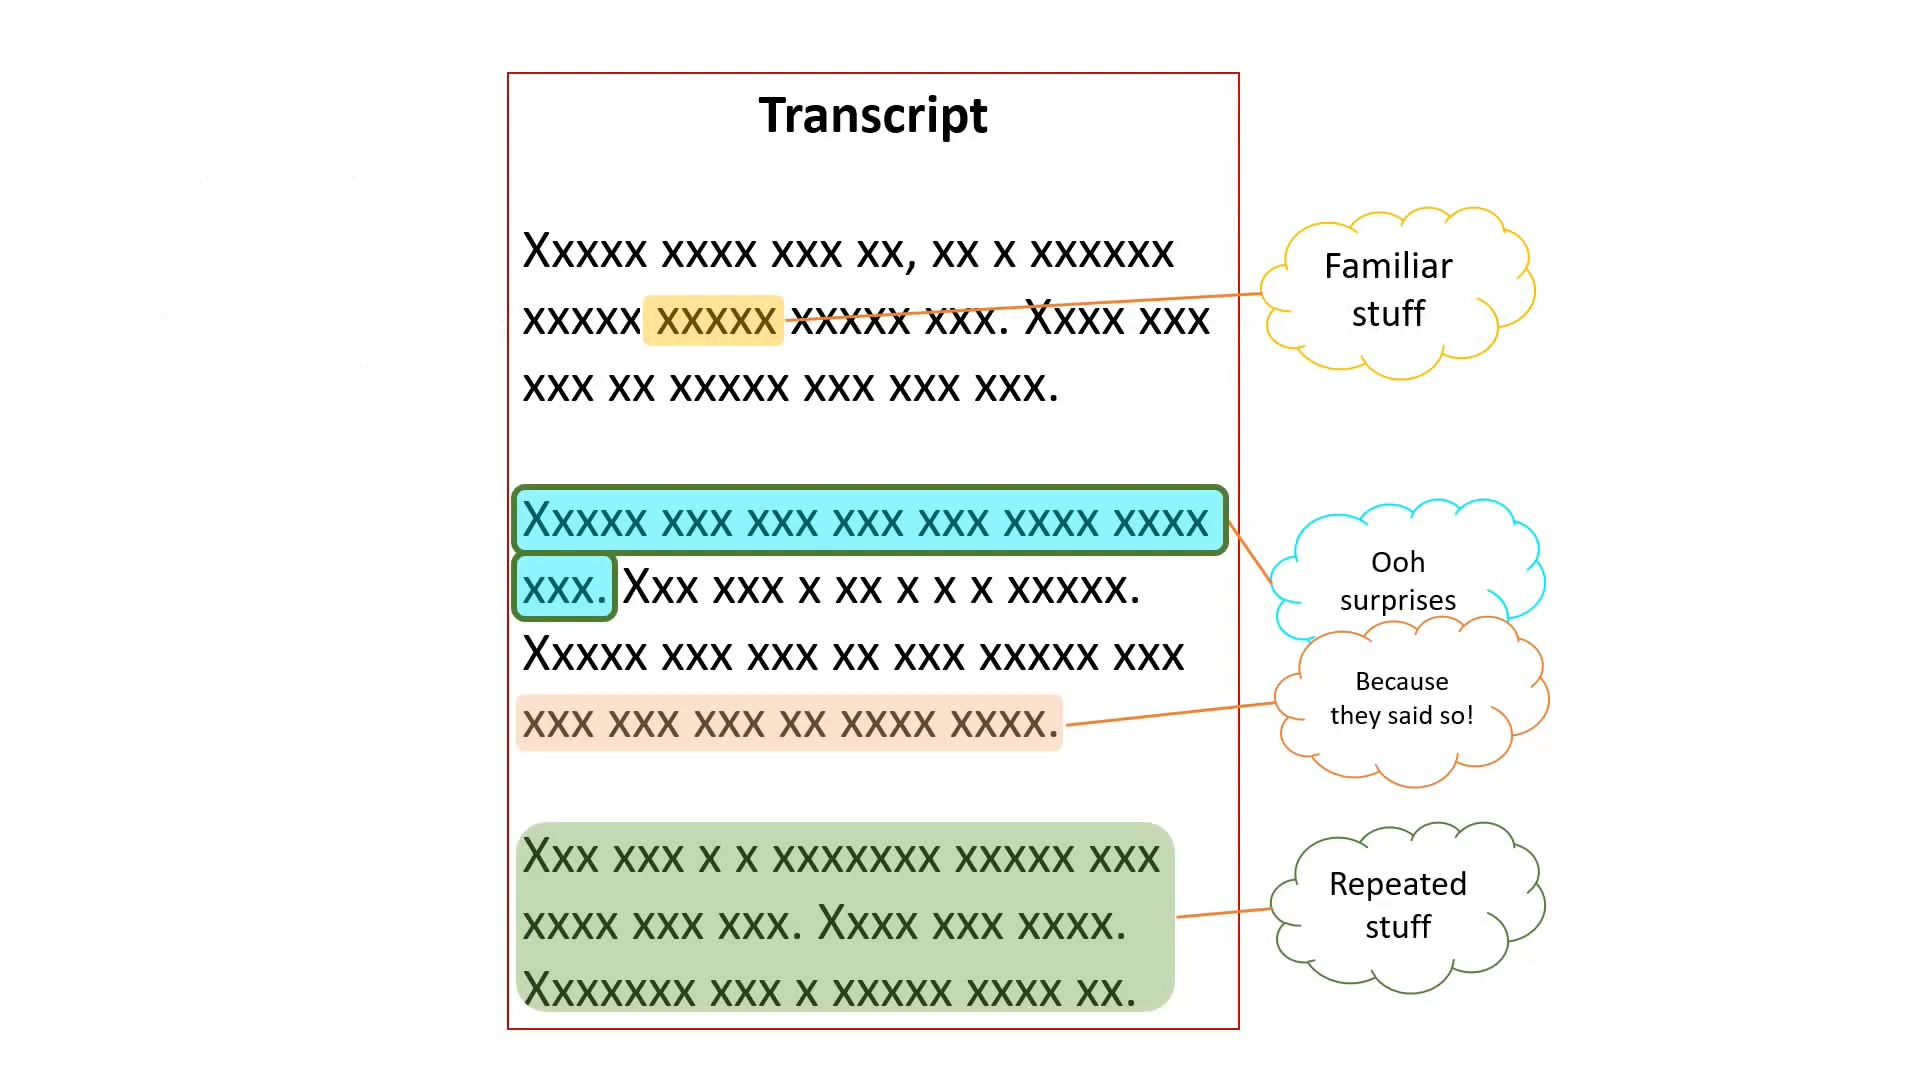 Transcript
Xxxxx xxxx xxx xx, xx x xxxxxx
xxxxx xxxxx xxxxx xxx. Xxxx xxx
xxx xx xxxxx xxx xxx xxx.
Xxxxx xxx xxx xxx xxx xxxx xxxx
xxx. Xxx xxx x xx x x x xxxxx.
Xxxxx xxx xxx xx xxx xxxxx xxx
xxx xxx xxx xx xxxx xxxx.
Xxx xxx x x xxxxxxx xxxxx xxx
xxxx xxx xxx. Xxxx xxx xxxx.
Xxxxxxx xxx x xxxxx xxxx xx.
Familiar
stuff
Ooh
surprises
Because
they said so!
Repeated
stuff